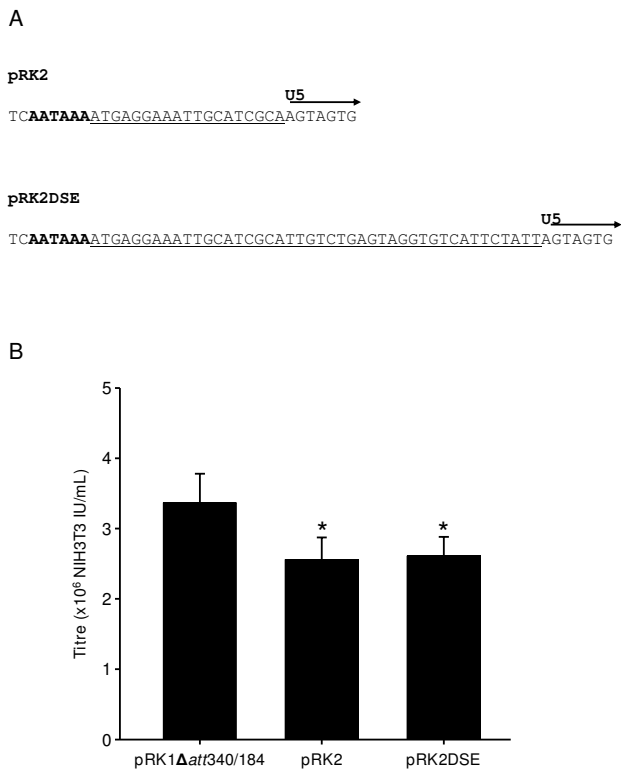 A
pRK2
U5
TCAATAAAATGAGGAAATTGCATCGCAAGTAGTG
pRK2DSE
U5
TCAATAAAATGAGGAAATTGCATCGCATTGTCTGAGTAGGTGTCATTCTATTAGTAGTG
B
5
4
3
2
1
0
Titre (x10⁶ NIH3T3 IU/mL)
* *
pRK1Δatt340/184 pRK2 pRK2DSE